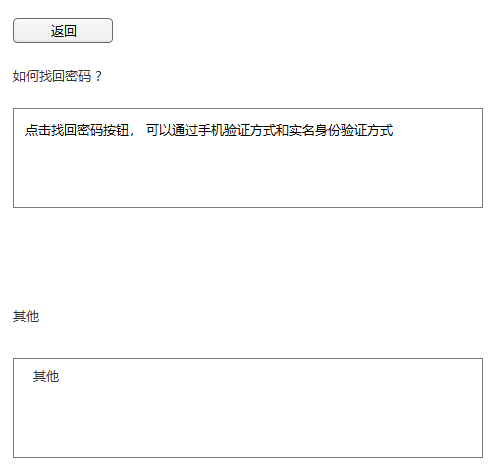 返回
如何找回密码？
点击找回密码按钮， 可以通过手机验证方式和实名身份验证方式
其他
其他